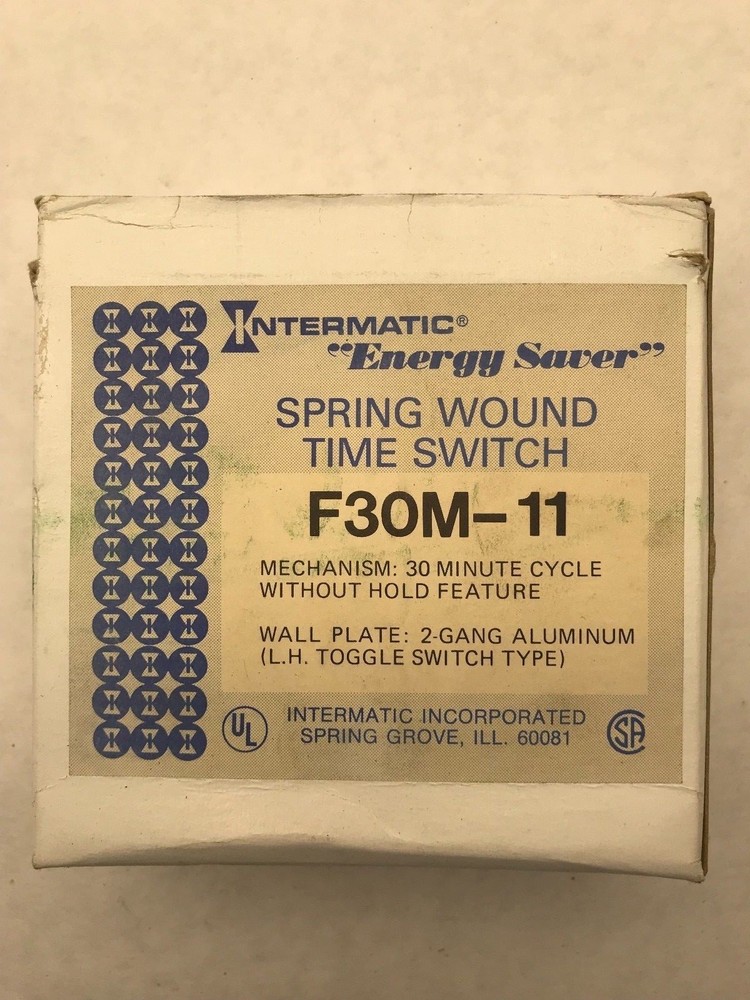 INTERMATIC®
"Energy Saver"
SPRING WOUND
TIME SWITCH
F30M-11
MECHANISM: 30 MINUTE CYCLE
WITHOUT HOLD FEATURE
WALL PLATE: 2-GANG ALUMINUM
(L.H. TOGGLE SWITCH TYPE)
UL
INTERMATIC INCORPORATED
SPRING GROVE, ILL. 60081
SA